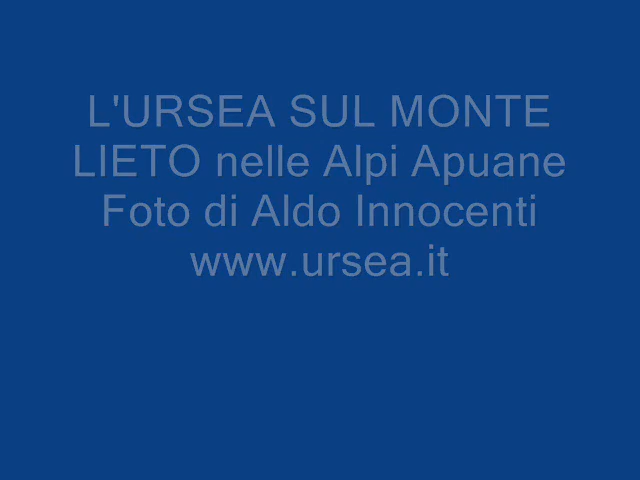 L'URSEA SUL MONTE
LIETO nelle Alpi Apuane
Foto di Aldo Innocenti
www.ursea.it